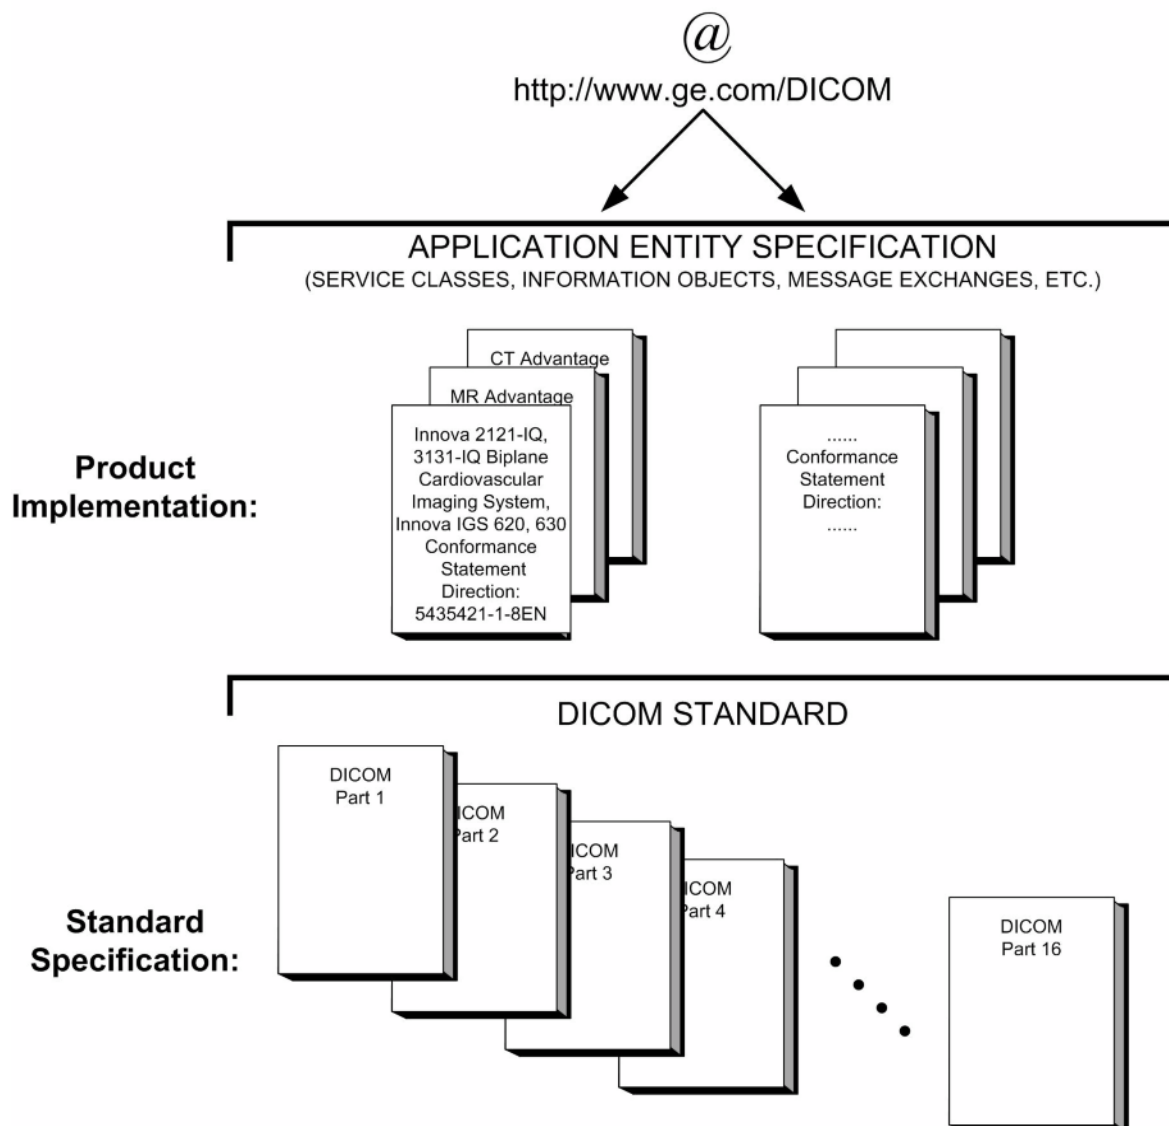 @
http://www.ge.com/DICOM
APPLICATION ENTITY SPECIFICATION
(SERVICE CLASSES, INFORMATION OBJECTS, MESSAGE EXCHANGES, ETC.)
Product
Implementation:
CT Advantage
MR Advantage
Innova 2121-IQ,
3131-IQ Biplane
Cardiovascular
Imaging System,
Innova IGS 620, 630
Conformance
Statement
Direction:
5435421-1-8EN
......
Conformance
Statement
Direction:
......
DICOM STANDARD
Standard
Specification:
DICOM
Part 1
ICOM
Part 2
ICOM
Part 3
ICOM
Part 4
DICOM
Part 16